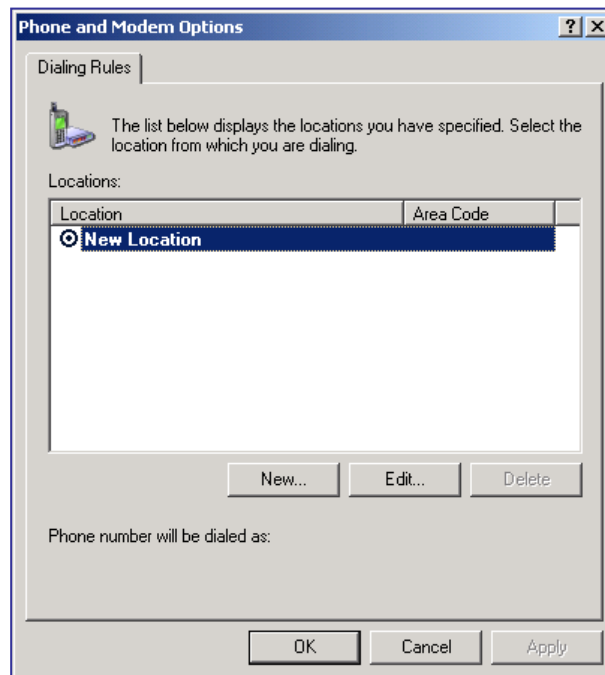 Phone and Modem Options
Dialing Rules
The list below displays the locations you have specified. Select the
location from which you are dialing.
Locations:
Location Area Code
New Location
New... Edit... Delete
Phone number will be dialed as:
OK Cancel Apply